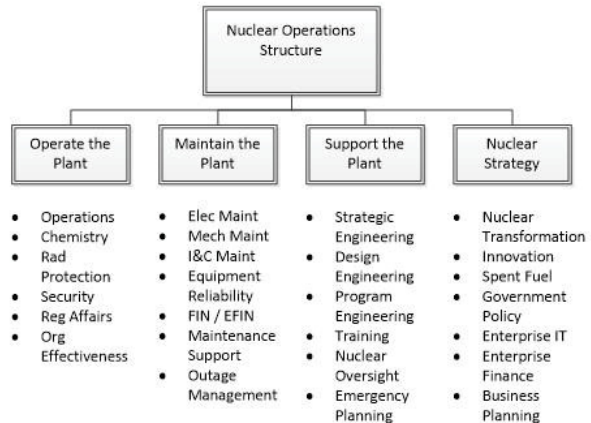 Nuclear Operations
Structure
Operate the
Plant
Maintain the
Plant
Support the
Plant
Nuclear
Strategy
• Operations
• Chemistry
• Rad
Protection
• Security
• Reg Affairs
• Org
Effectiveness
• Elec Maint
• Mech Maint
• I&C Maint
• Equipment
Reliability
• FIN / EFIN
• Maintenance
Support
• Outage
Management
• Strategic
Engineering
• Design
Engineering
• Program
Engineering
• Training
• Nuclear
Oversight
• Emergency
Planning
• Nuclear
Transformation
• Innovation
• Spent Fuel
• Government
Policy
• Enterprise IT
• Enterprise
Finance
• Business
Planning